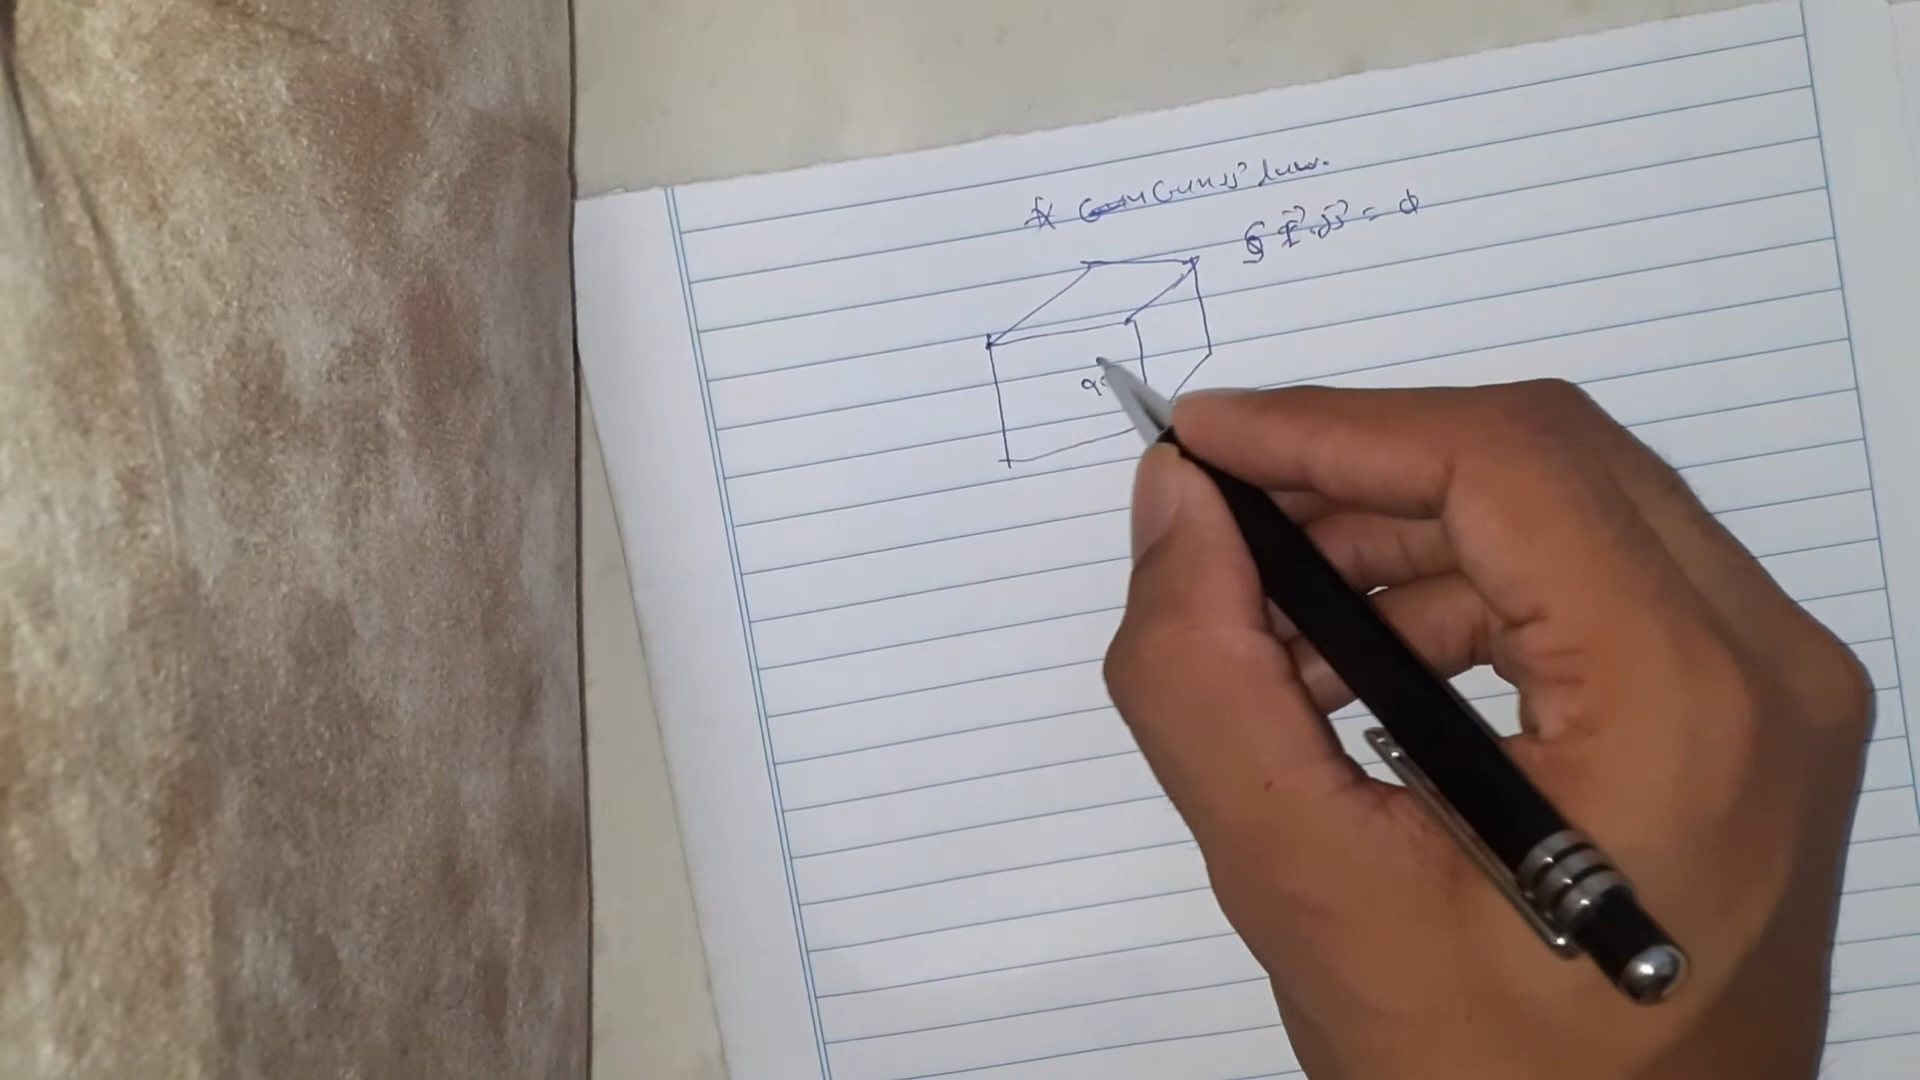 * Gauss' law.
∮ E⃗.ds⃗ = φ
q